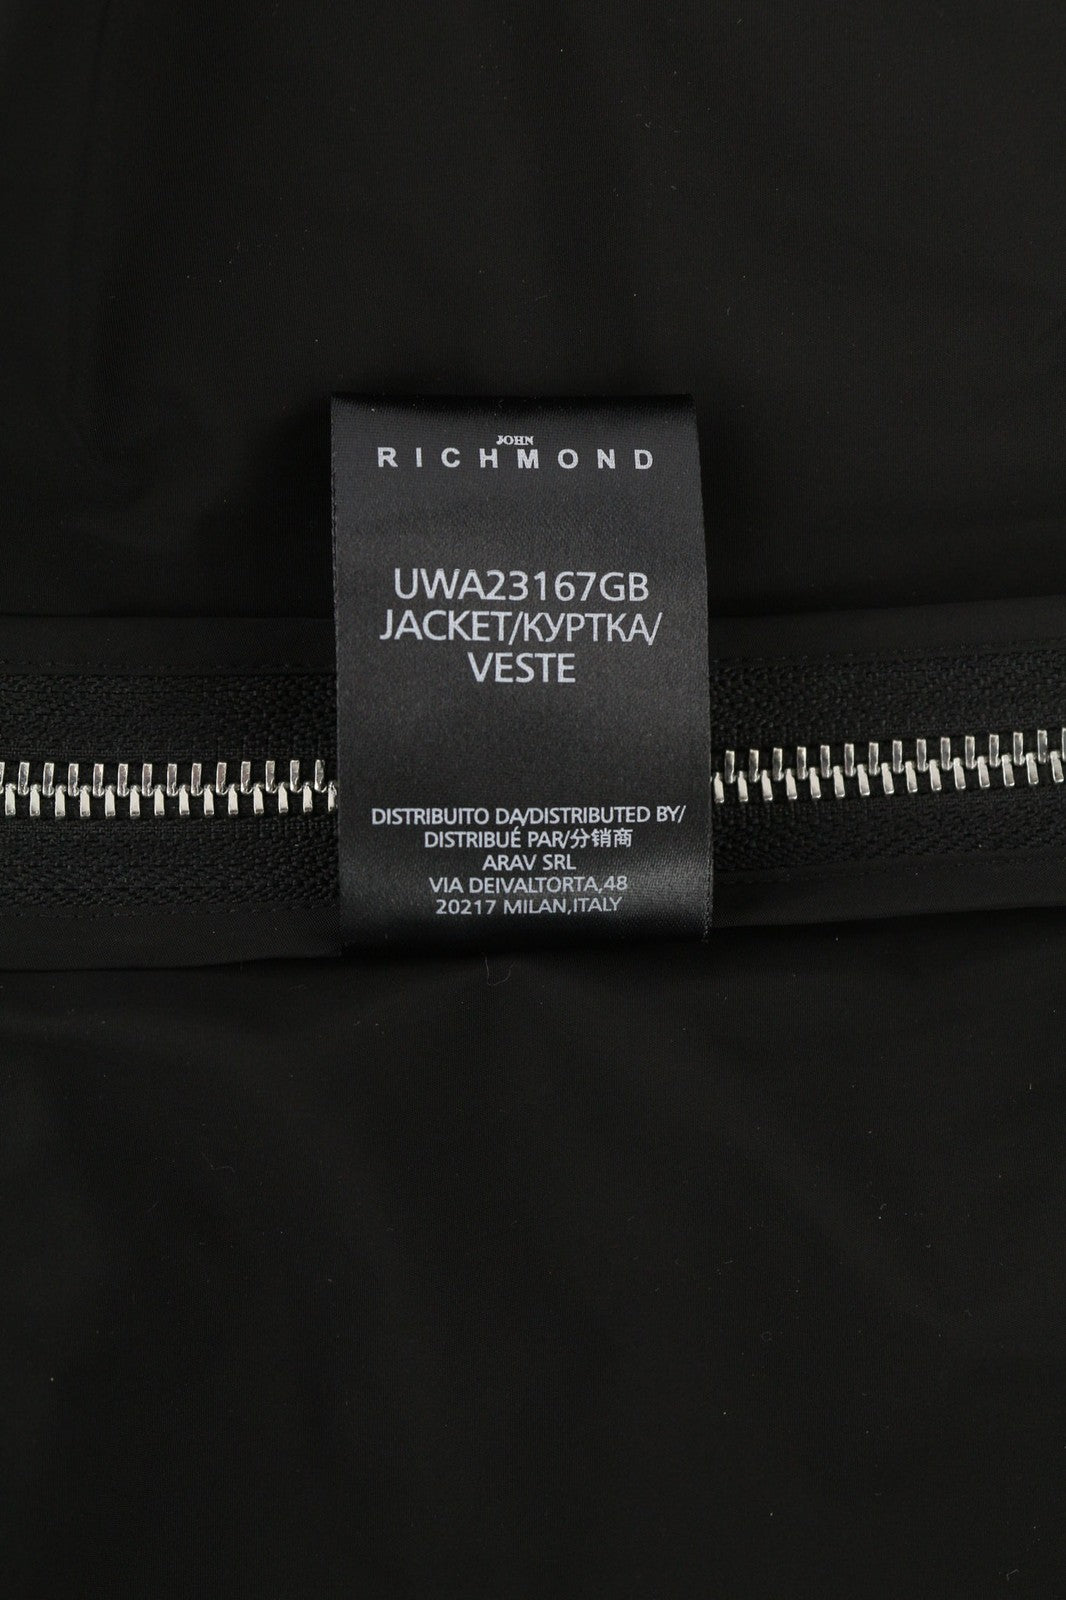 JOHN
RICHMOND
UWA23167GB
JACKET/КУРТКА/
VESTE
DISTRIBUITO DA/DISTRIBUTED BY/
DISTRIBUÉ PAR/分销商
ARAV SRL
VIA DEIVALTORTA,48
20217 MILAN,ITALY